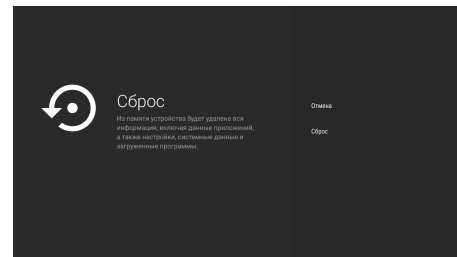 Сброс
Из памяти устройства будет удалена вся
информация, включая данные приложений,
а также настройки, системные данные и
загруженные программы.
Отмена
Сброс